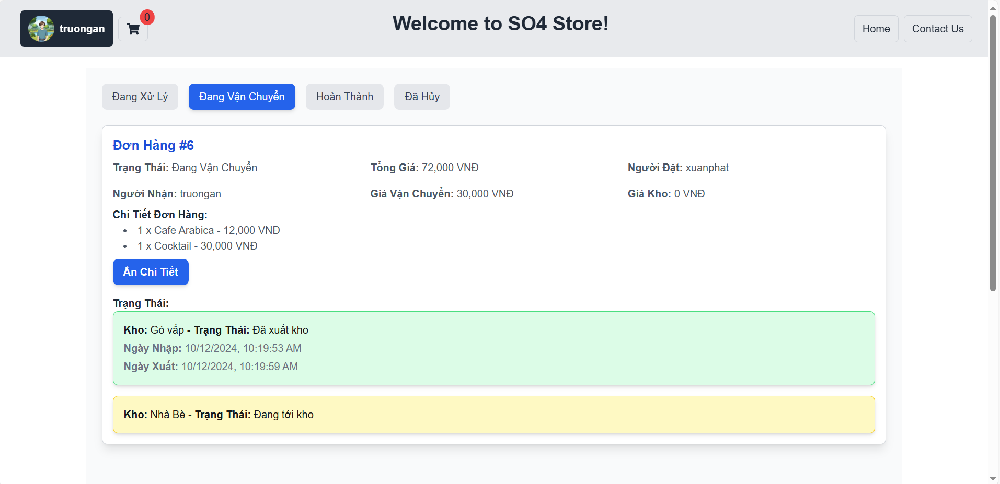 truongan
0
Welcome to SO4 Store!
Home
Contact Us
Đang Xử Lý
Đang Vận Chuyển
Hoàn Thành
Đã Hủy
Đơn Hàng #6
Trạng Thái: Đang Vận Chuyển
Tổng Giá: 72,000 VNĐ
Người Đặt: xuanphat
Người Nhận: truongan
Giá Vận Chuyển: 30,000 VNĐ
Giá Kho: 0 VNĐ
Chi Tiết Đơn Hàng:
• 1 x Cafe Arabica - 12,000 VNĐ
• 1 x Cocktail - 30,000 VNĐ
Ẩn Chi Tiết
Trạng Thái:
Kho: Gò vấp - Trạng Thái: Đã xuất kho
Ngày Nhập: 10/12/2024, 10:19:53 AM
Ngày Xuất: 10/12/2024, 10:19:59 AM
Kho: Nhà Bè - Trạng Thái: Đang tới kho